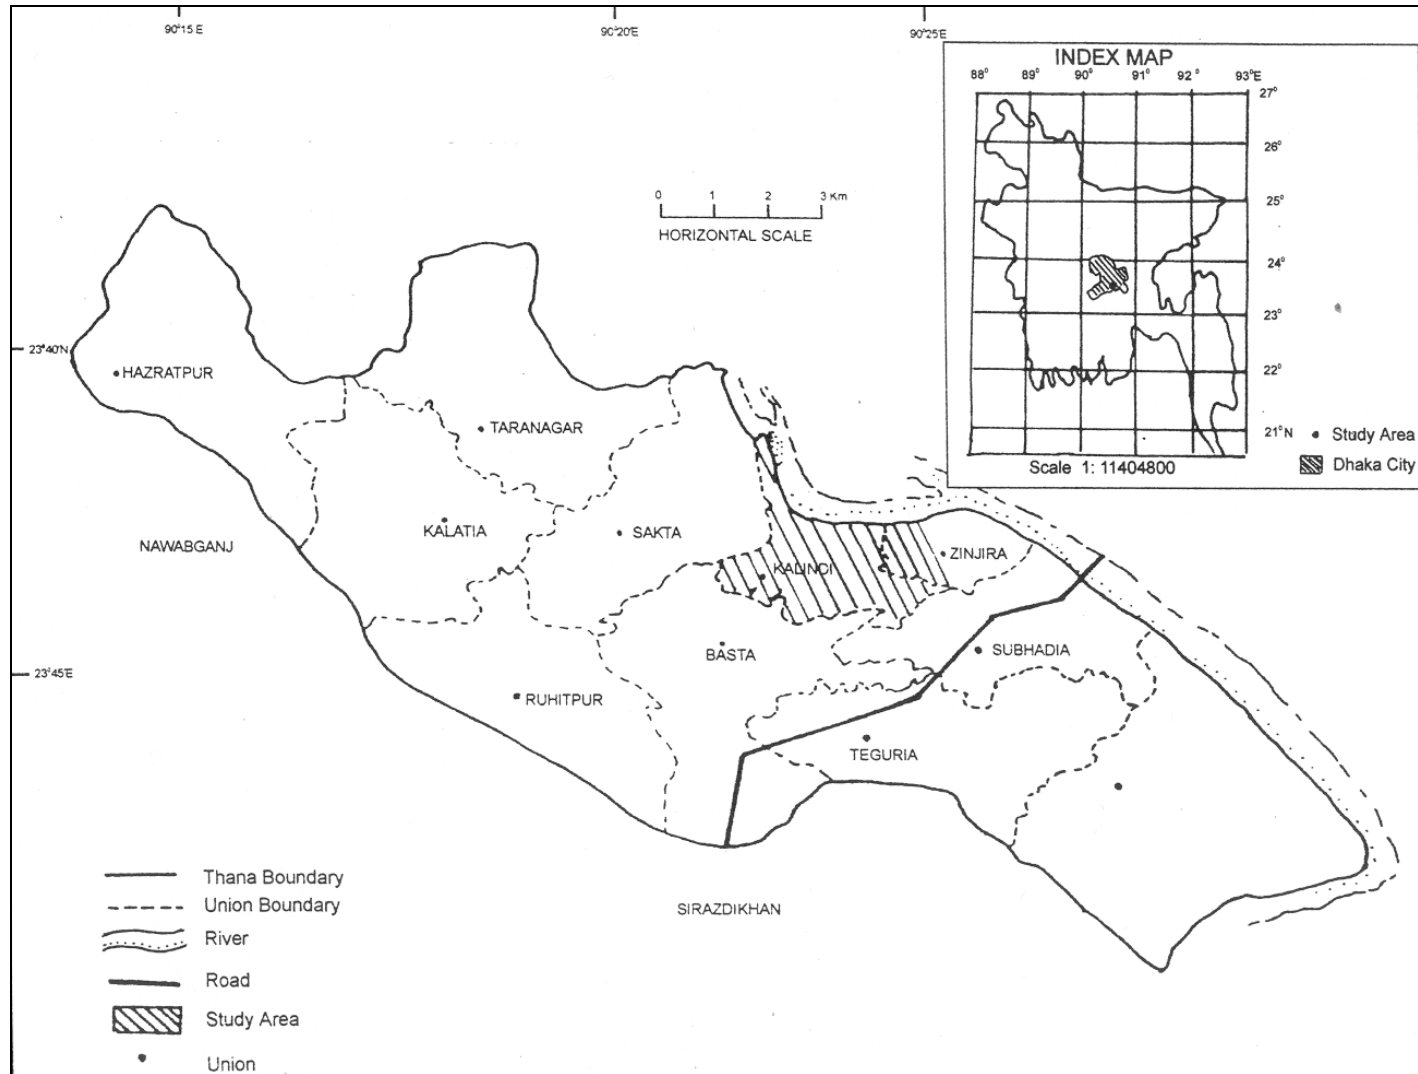 90°15 E
90°20E
90°25E
INDEX MAP
88° 89° 90° 91° 92° 93°E
27°
26°
25°
24°
23°
22°
21°N
Study Area
Scale 1: 11404800
Dhaka City
0 1 2 3 Km
HORIZONTAL SCALE
23°40N
HAZRATPUR
TARANAGAR
KALATIA
SAKTA
NAWABGANJ
KALINDI
ZINJIRA
23°45'E
BASTA
SUBHADIA
RUHITPUR
TEGURIA
SIRAZDIKHAN
Thana Boundary
Union Boundary
River
Road
Study Area
Union